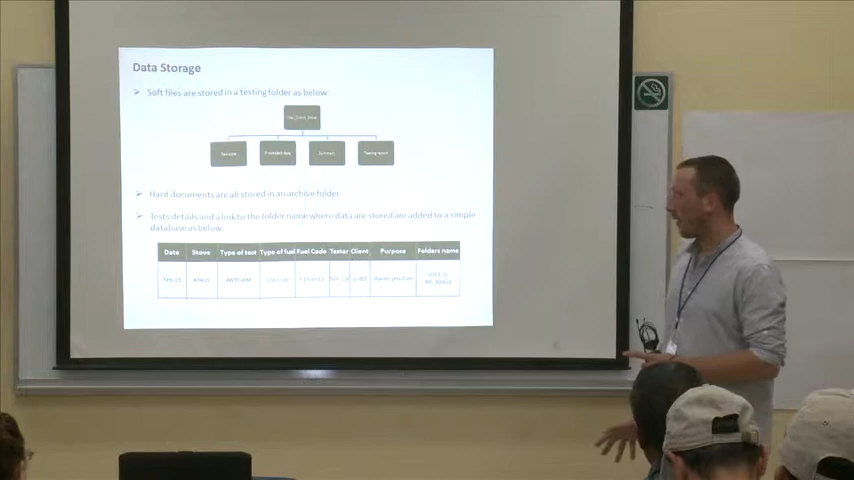 Data Storage
➢ Soft files are stored in a testing folder as below:
Processed data
Summary
Testing report
➢ Hard documents are all stored in an archive folder
➢ Tests details and a link to the folder name where data are stored are added to a simple
database as below:
Date Stove Type of test Type of fuel Fuel Code Tester Client Purpose Folders name
Feb-15